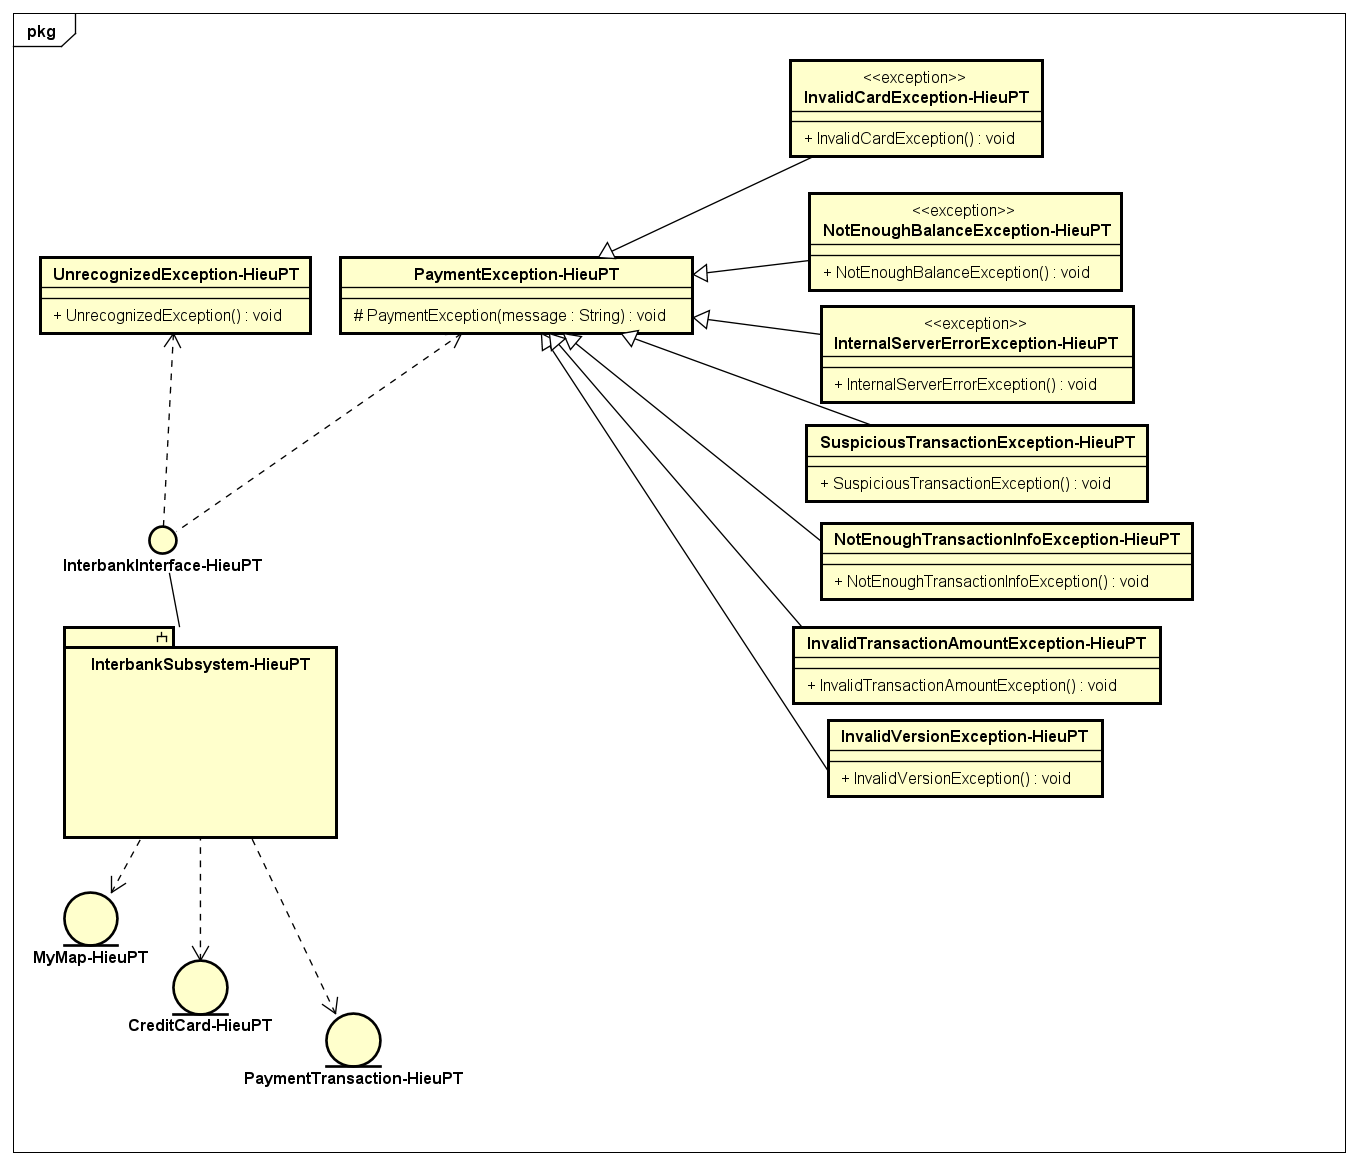 pkg
<<exception>>
InvalidCardException-HieuPT
+ InvalidCardException() : void
<<exception>>
NotEnoughBalanceException-HieuPT
+ NotEnoughBalanceException() : void
UnrecognizedException-HieuPT
+ UnrecognizedException() : void
PaymentException-HieuPT
# PaymentException(message : String) : void
<<exception>>
InternalServerErrorException-HieuPT
+ InternalServerErrorException() : void
SuspiciousTransactionException-HieuPT
+ SuspiciousTransactionException() : void
NotEnoughTransactionInfoException-HieuPT
+ NotEnoughTransactionInfoException() : void
InterbankInterface-HieuPT
InvalidTransactionAmountException-HieuPT
+ InvalidTransactionAmountException() : void
InterbankSubsystem-HieuPT
InvalidVersionException-HieuPT
+ InvalidVersionException() : void
MyMap-HieuPT
CreditCard-HieuPT
PaymentTransaction-HieuPT